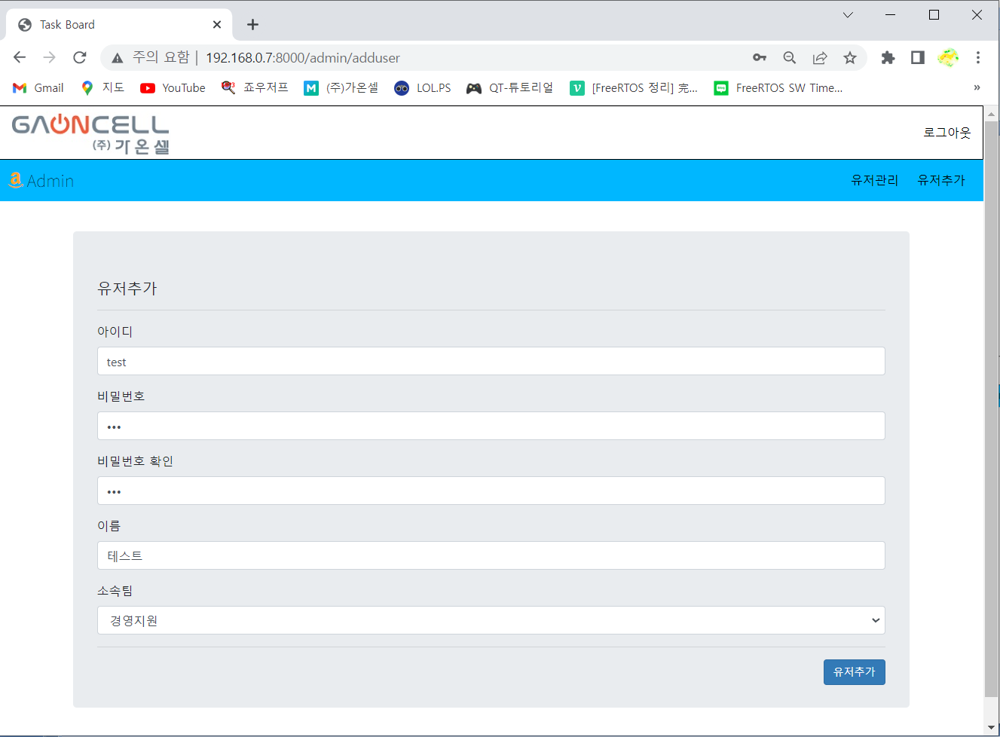 Task Board
주의 요함 | 192.168.0.7:8000/admin/adduser
Gmail 지도 YouTube 죠우저프 (주)가온셀 LOL.PS QT-튜토리얼 [FreeRTOS 정리] 完... FreeRTOS SW Time... »
GAONCELL
(주) 가 온 셀
로그아웃
Admin 유저관리 유저추가
유저추가
아이디
test
비밀번호
•••
비밀번호 확인
•••
이름
테스트
소속팀
경영지원
유저추가